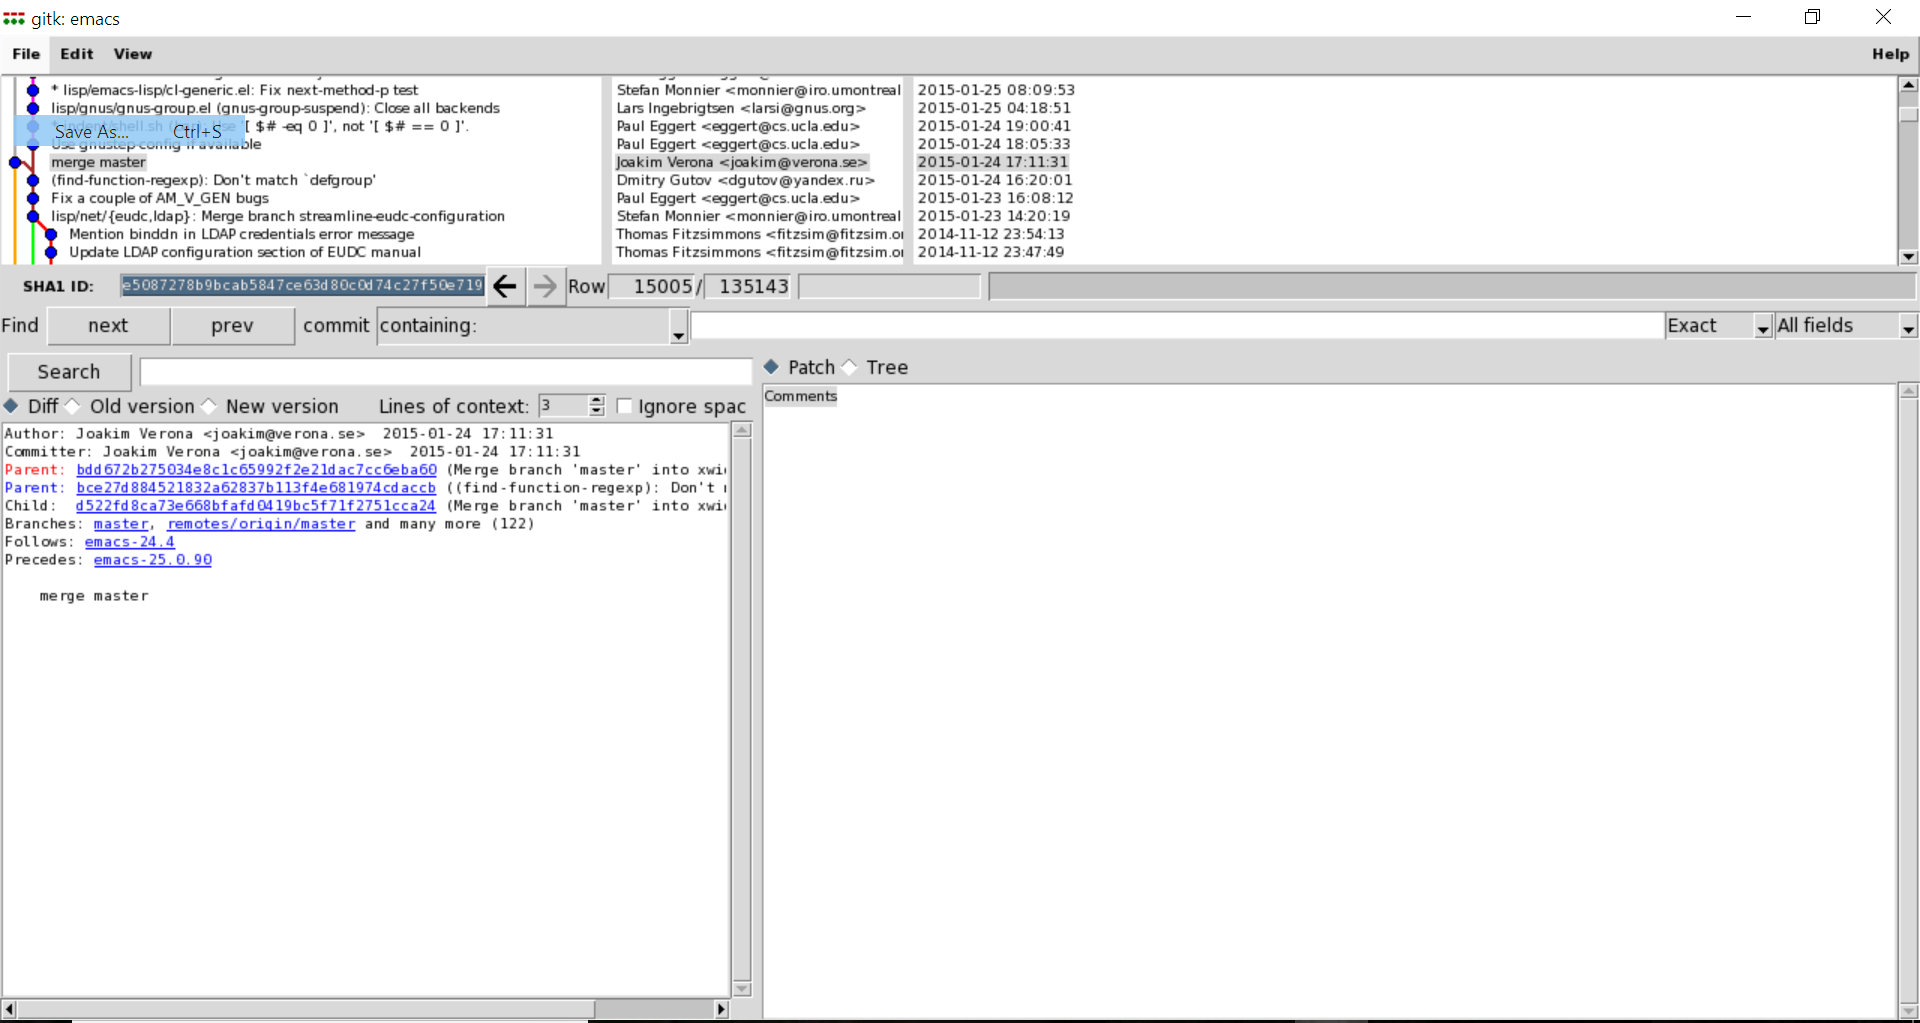 gitk: emacs
File Edit View Help
* lisp/emacs-lisp/cl-generic.el: Fix next-method-p test Stefan Monnier <monnier@iro.umontreal 2015-01-25 08:09:53
lisp/gnus/gnus-group.el (gnus-group-suspend): Close all backends Lars Ingebrigtsen <larsi@gnus.org> 2015-01-25 04:18:51
'[ $# -eq 0 ]', not '[ $# == 0 ]'. Paul Eggert <eggert@cs.ucla.edu> 2015-01-24 19:00:41
Save As... Ctrl+S
Use gnustep-config if available Paul Eggert <eggert@cs.ucla.edu> 2015-01-24 18:05:33
merge master Joakim Verona <joakim@verona.se> 2015-01-24 17:11:31
(find-function-regexp): Don't match `defgroup' Dmitry Gutov <dgutov@yandex.ru> 2015-01-24 16:20:01
Fix a couple of AM_V_GEN bugs Paul Eggert <eggert@cs.ucla.edu> 2015-01-23 16:08:12
lisp/net/{eudc,ldap}: Merge branch streamline-eudc-configuration Stefan Monnier <monnier@iro.umontreal 2015-01-23 14:20:19
Mention binddn in LDAP credentials error message Thomas Fitzsimmons <fitzsim@fitzsim.or 2014-11-12 23:54:13
Update LDAP configuration section of EUDC manual Thomas Fitzsimmons <fitzsim@fitzsim.or 2014-11-12 23:47:49
SHA1 ID: e5087278b9bcab5847ce63d80c0d74c27f50e719 Row 15005 / 135143
Find next prev commit containing: Exact All fields
Search
Patch Tree
Diff Old version New version Lines of context: 3 Ignore spac
Comments
Author: Joakim Verona <joakim@verona.se> 2015-01-24 17:11:31
Committer: Joakim Verona <joakim@verona.se> 2015-01-24 17:11:31
Parent: bdd672b275034e8c1c65992f2e21dac7cc6eba60 (Merge branch 'master' into xwi
Parent: bce27d884521832a62837b113f4e681974cdaccb ((find-function-regexp): Don't
Child: d522fd8ca73e668bfafd0419bc5f71f2751cca24 (Merge branch 'master' into xwi
Branches: master, remotes/origin/master and many more (122)
Follows: emacs-24.4
Precedes: emacs-25.0.90
merge master